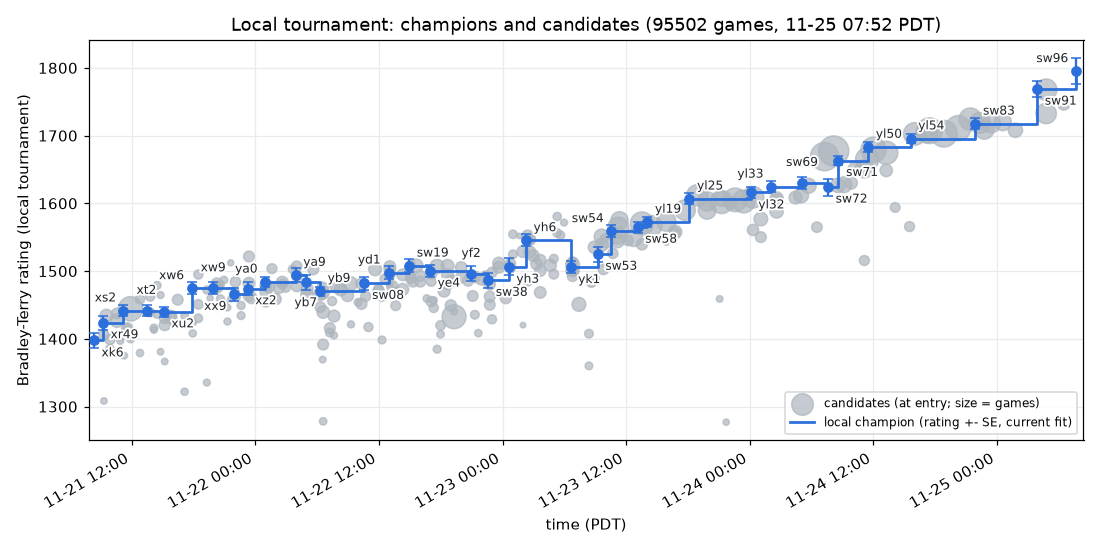 Local tournament: champions and candidates (95502 games, 11-25 07:52 PDT)
Bradley-Terry rating (local tournament)
1800
1700
1600
1500
1400
1300
xk6
xr49
xs2
xt2
xu2
xw6
xw9
xx9
ya0
xz2
ya9
yb7
yb9
yd1
sw08
sw19
ye4
yf2
sw38
yh3
yh6
yk1
sw53
sw54
sw58
yl19
yl25
yl33
yl32
sw69
sw72
sw71
yl50
yl54
sw83
sw91
sw96
candidates (at entry; size = games)
local champion (rating +- SE, current fit)
11-21 12:00
11-22 00:00
11-22 12:00
11-23 00:00
11-23 12:00
11-24 00:00
11-24 12:00
11-25 00:00
time (PDT)